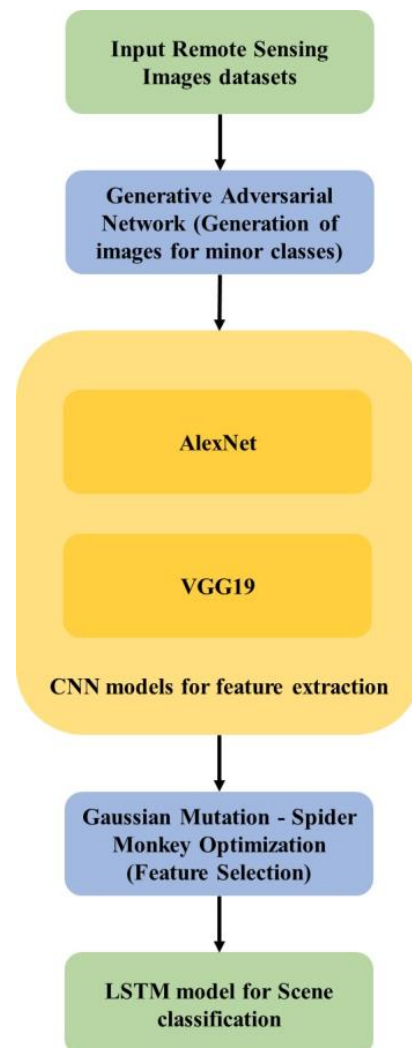 Input Remote Sensing
Images datasets
Generative Adversarial
Network (Generation of
images for minor classes)
AlexNet
VGG19
CNN models for feature extraction
Gaussian Mutation - Spider
Monkey Optimization
(Feature Selection)
LSTM model for Scene
classification